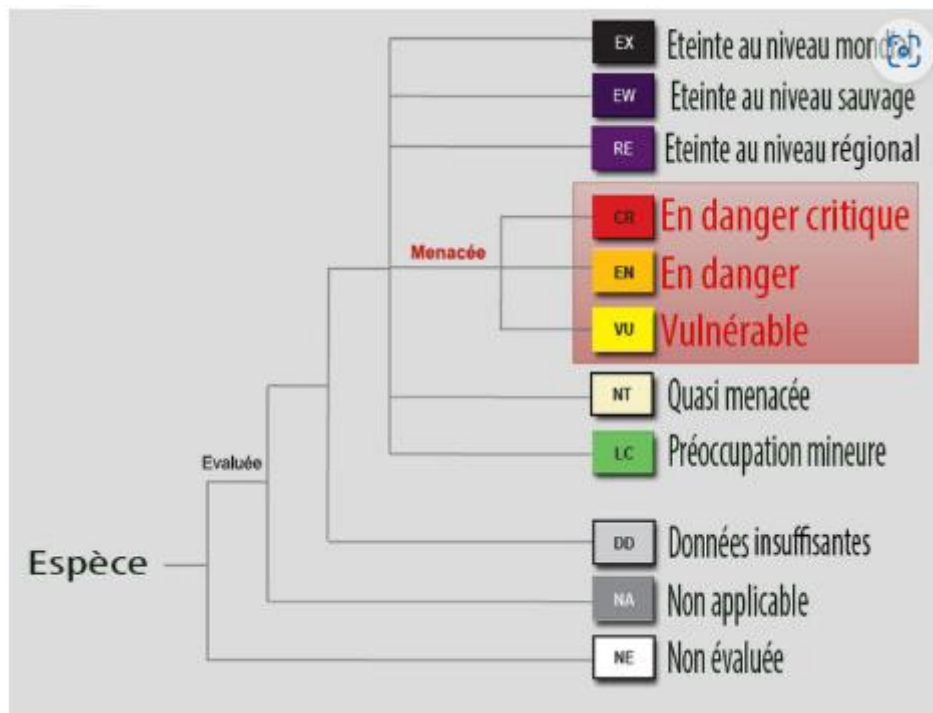 EX Eteinte au niveau mondial
EW Eteinte au niveau sauvage
RE Eteinte au niveau régional
CR En danger critique
Menacée
EN En danger
VU Vulnérable
NT Quasi menacée
LC Préoccupation mineure
Evaluée
DD Données insuffisantes
Espèce
NA Non applicable
NE Non évaluée